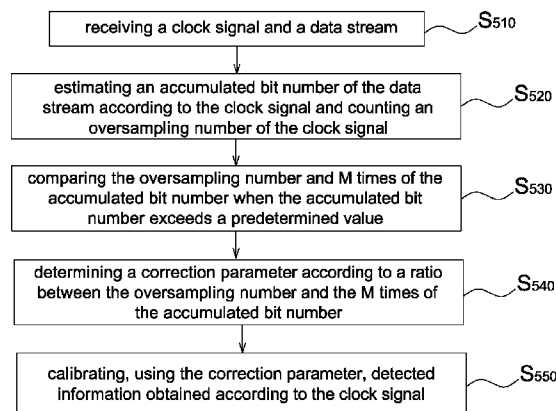 receiving a clock signal and a data stream
S510
estimating an accumulated bit number of the data
stream according to the clock signal and counting an
oversampling number of the clock signal
S520
comparing the oversampling number and M times of the
accumulated bit number when the accumulated bit
number exceeds a predetermined value
S530
determining a correction parameter according to a ratio
between the oversampling number and the M times of
the accumulated bit number
S540
calibrating, using the correction parameter, detected
information obtained according to the clock signal
S550